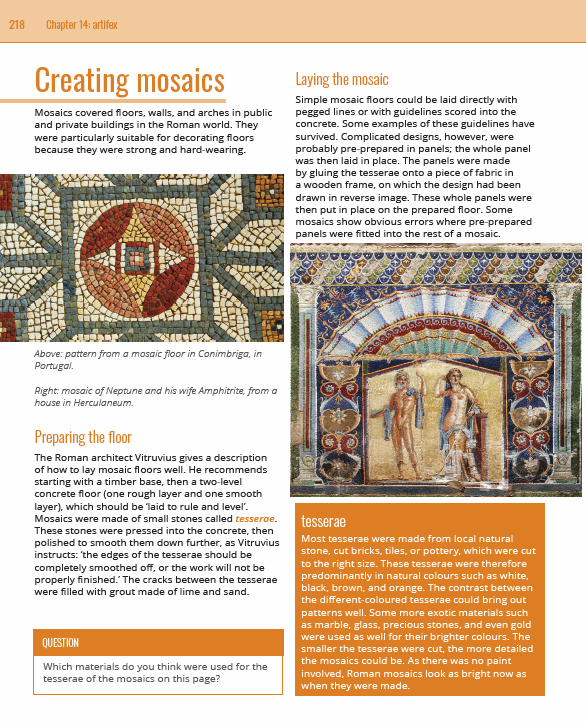 218 Chapter 14: artifex
Creating mosaics
Mosaics covered floors, walls, and arches in public
and private buildings in the Roman world. They
were particularly suitable for decorating floors
because they were strong and hard-wearing.
Above: pattern from a mosaic floor in Conimbriga, in
Portugal.
Right: mosaic of Neptune and his wife Amphitrite, from a
house in Herculaneum.
Preparing the floor
The Roman architect Vitruvius gives a description
of how to lay mosaic floors well. He recommends
starting with a timber base, then a two-level
concrete floor (one rough layer and one smooth
layer), which should be ‘laid to rule and level’.
Mosaics were made of small stones called tesserae.
These stones were pressed into the concrete, then
polished to smooth them down further, as Vitruvius
instructs: ‘the edges of the tesserae should be
completely smoothed off, or the work will not be
properly finished.’ The cracks between the tesserae
were filled with grout made of lime and sand.
QUESTION
Which materials do you think were used for the
tesserae of the mosaics on this page?
Laying the mosaic
Simple mosaic floors could be laid directly with
pegged lines or with guidelines scored into the
concrete. Some examples of these guidelines have
survived. Complicated designs, however, were
probably pre-prepared in panels; the whole panel
was then laid in place. The panels were made
by gluing the tesserae onto a piece of fabric in
a wooden frame, on which the design had been
drawn in reverse image. These whole panels were
then put in place on the prepared floor. Some
mosaics show obvious errors where pre-prepared
panels were fitted into the rest of a mosaic.
tesserae
Most tesserae were made from local natural
stone, cut bricks, tiles, or pottery, which were cut
to the right size. These tesserae were therefore
predominantly in natural colours such as white,
black, brown, and orange. The contrast between
the different-coloured tesserae could bring out
patterns well. Some more exotic materials such
as marble, glass, precious stones, and even gold
were used as well for their brighter colours. The
smaller the tesserae were cut, the more detailed
the mosaics could be. As there was no paint
involved, Roman mosaics look as bright now as
when they were made.